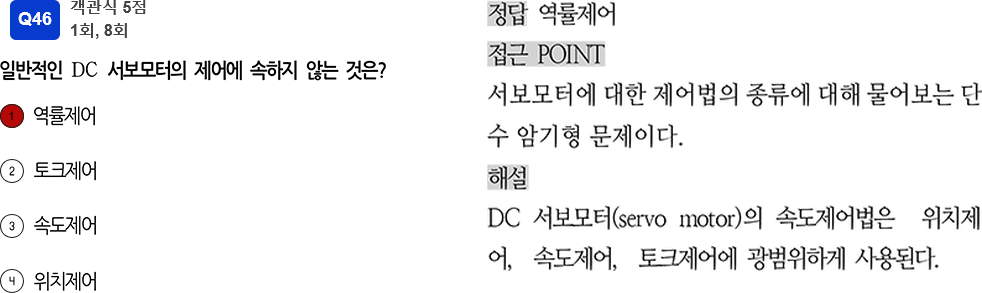 Q46 객관식 5점
1회, 8회
일반적인 DC 서보모터의 제어에 속하지 않는 것은?
1 역률제어
2 토크제어
3 속도제어
4 위치제어
정답 역률제어
접근 POINT
서보모터에 대한 제어법의 종류에 대해 물어보는 단
수 암기형 문제이다.
해설
DC 서보모터(servo motor)의 속도제어법은 위치제
어, 속도제어, 토크제어에 광범위하게 사용된다.